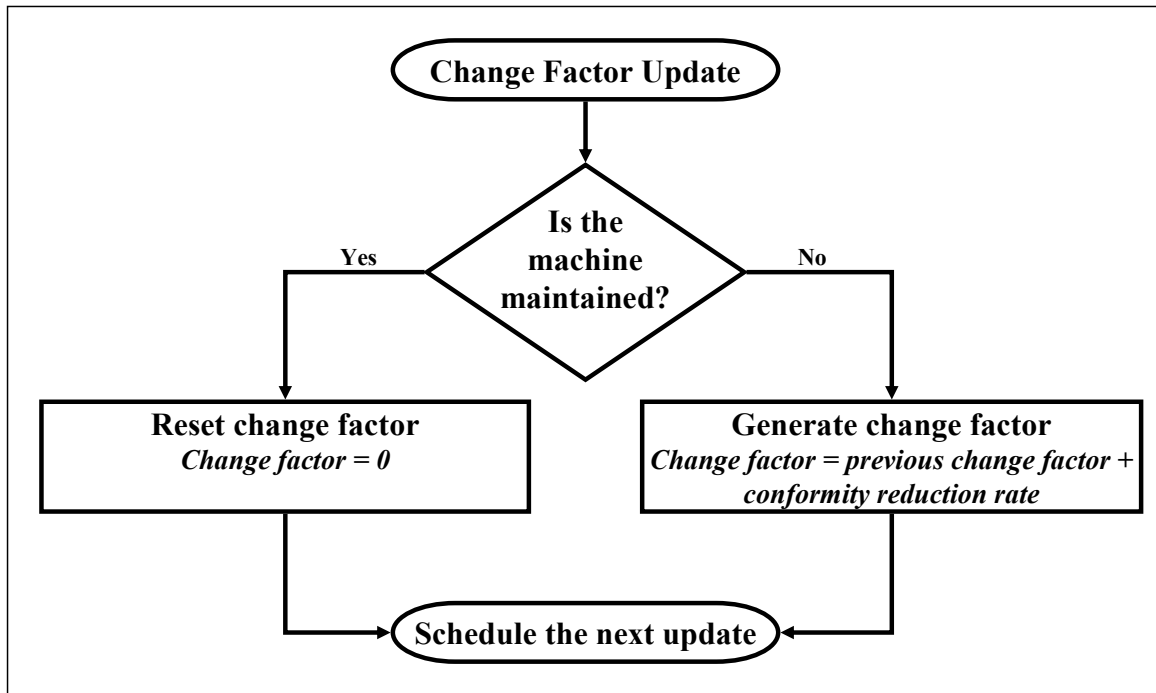 Change Factor Update
Is the
machine
maintained?
Yes
No
Reset change factor
Change factor = 0
Generate change factor
Change factor = previous change factor +
conformity reduction rate
Schedule the next update